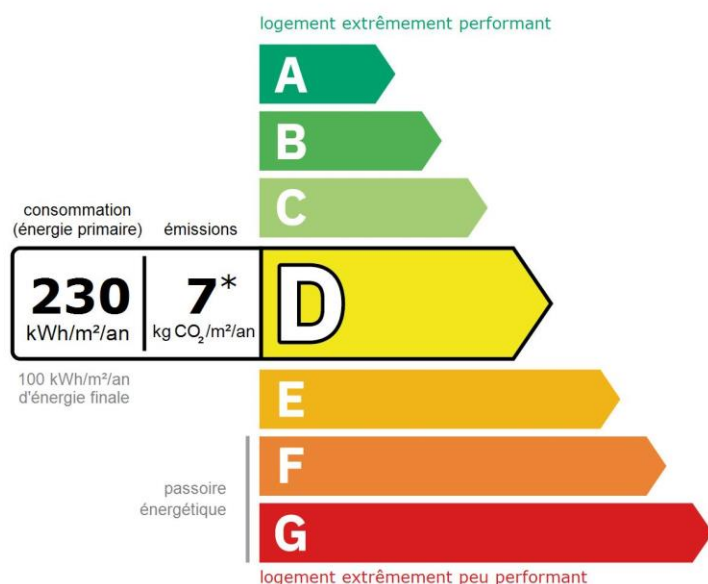 logement extrêmement performant
A
B
C
consommation
(énergie primaire)
émissions
230
kWh/m²/an
7*
kg CO₂/m²/an
D
100 kWh/m²/an
d'énergie finale
E
F
passoire
énergétique
G
logement extrêmement peu performant